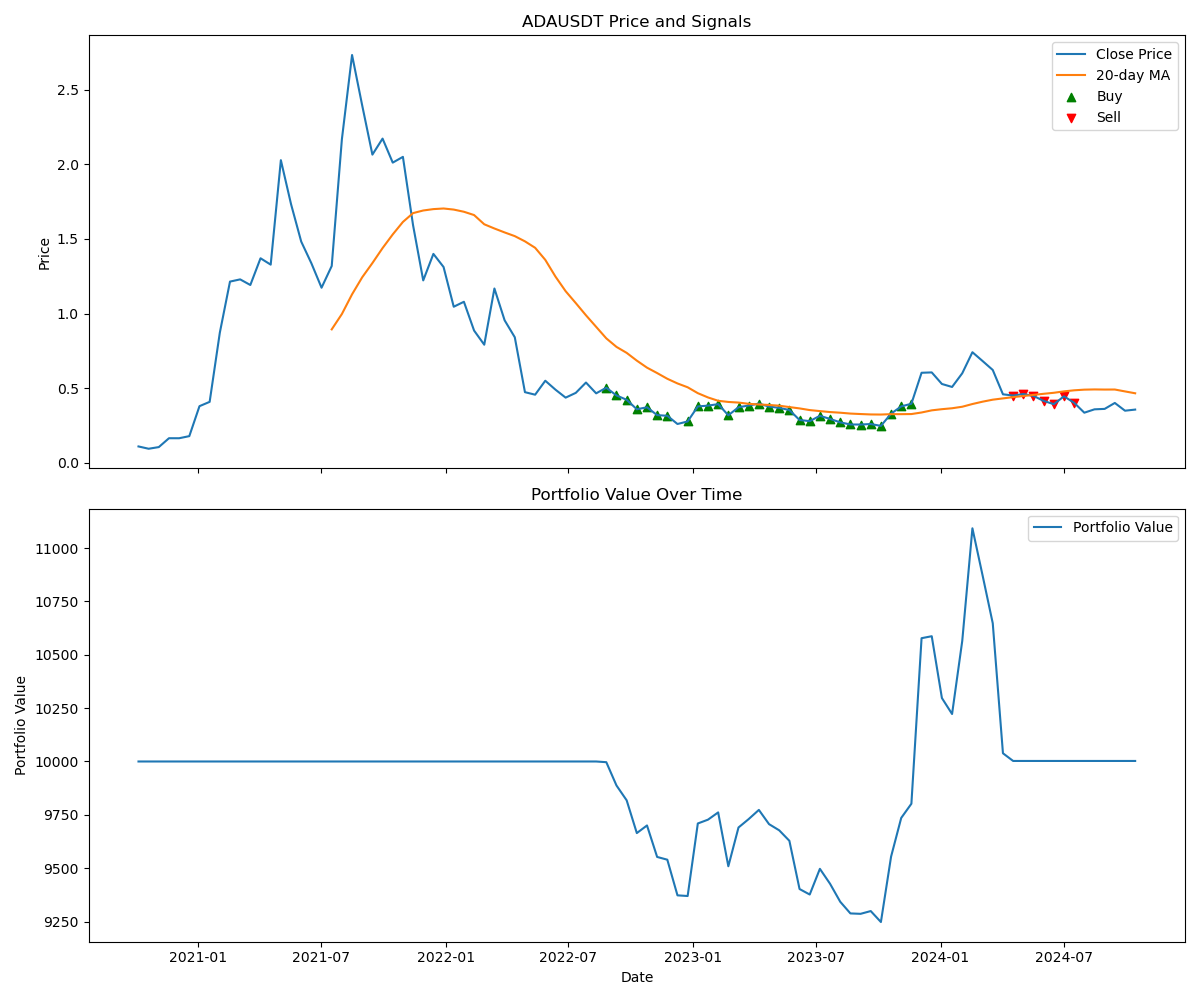 ADAUSDT Price and Signals
Close Price
20-day MA
Buy
Sell
2.5
2.0
1.5
1.0
0.5
0.0
Price
Portfolio Value Over Time
Portfolio Value
11000
10750
10500
10250
10000
9750
9500
9250
Portfolio Value
2021-01
2021-07
2022-01
2022-07
2023-01
2023-07
2024-01
2024-07
Date